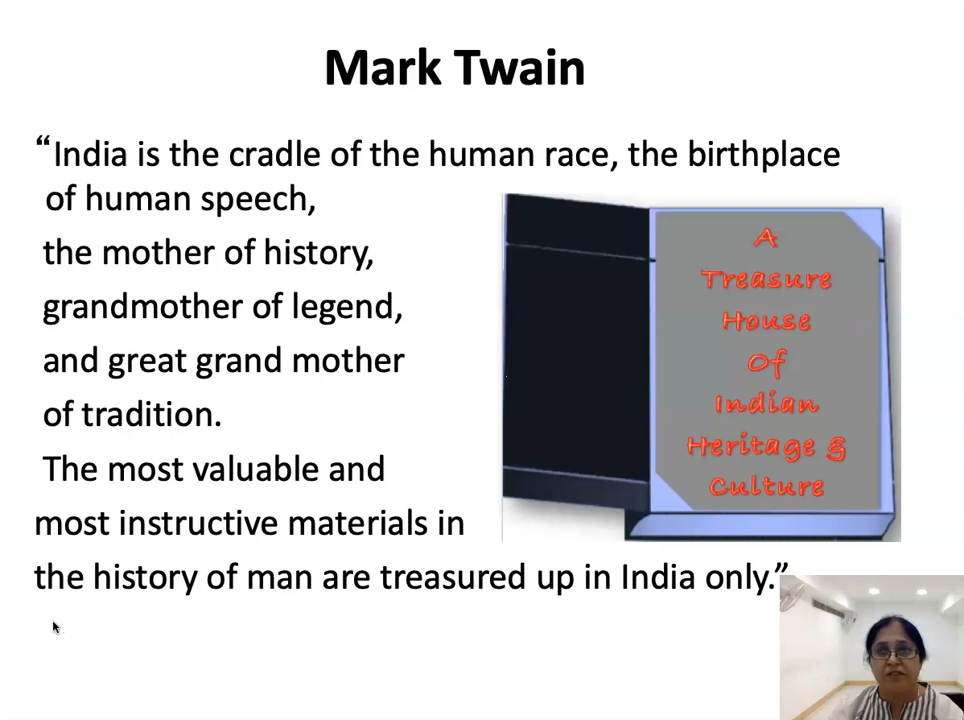 Mark Twain
“India is the cradle of the human race, the birthplace
of human speech,
the mother of history,
grandmother of legend,
and great grand mother
of tradition.
The most valuable and
most instructive materials in
the history of man are treasured up in India only.”
A
Treasure
House
Of
Indian
Heritage &
Culture